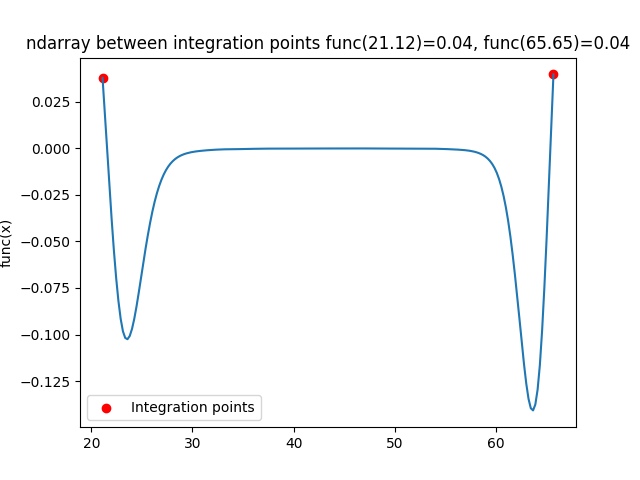 ndarray between integration points func(21.12)=0.04, func(65.65)=0.04
0.025
0.000
−0.025
−0.050
−0.075
−0.100
−0.125
func(x)
Integration points
20 30 40 50 60